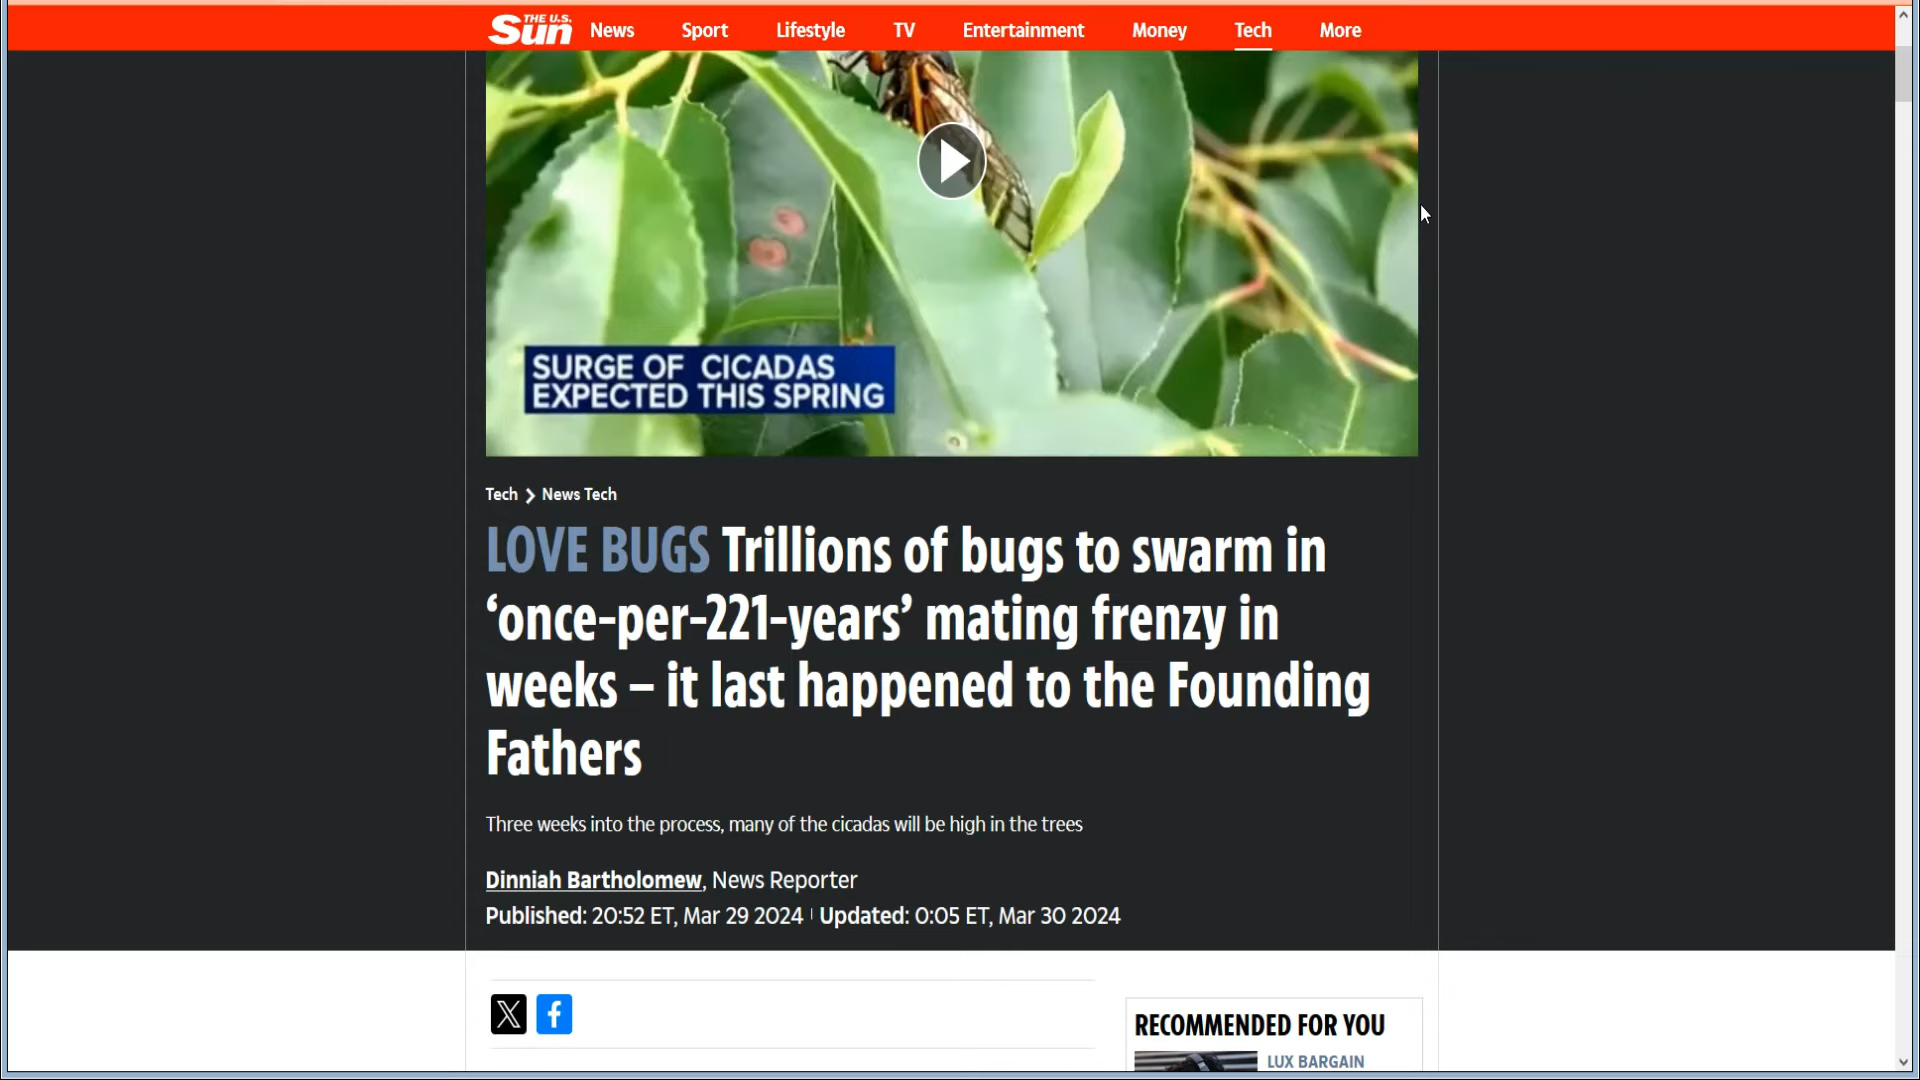 THE U.S.
Sun News Sport Lifestyle TV Entertainment Money Tech More
SURGE OF CICADAS
EXPECTED THIS SPRING
Tech > News Tech
LOVE BUGS Trillions of bugs to swarm in
‘once-per-221-years’ mating frenzy in
weeks – it last happened to the Founding
Fathers
Three weeks into the process, many of the cicadas will be high in the trees
Dinniah Bartholomew, News Reporter
Published: 20:52 ET, Mar 29 2024 | Updated: 0:05 ET, Mar 30 2024
RECOMMENDED FOR YOU
LUX BARGAIN